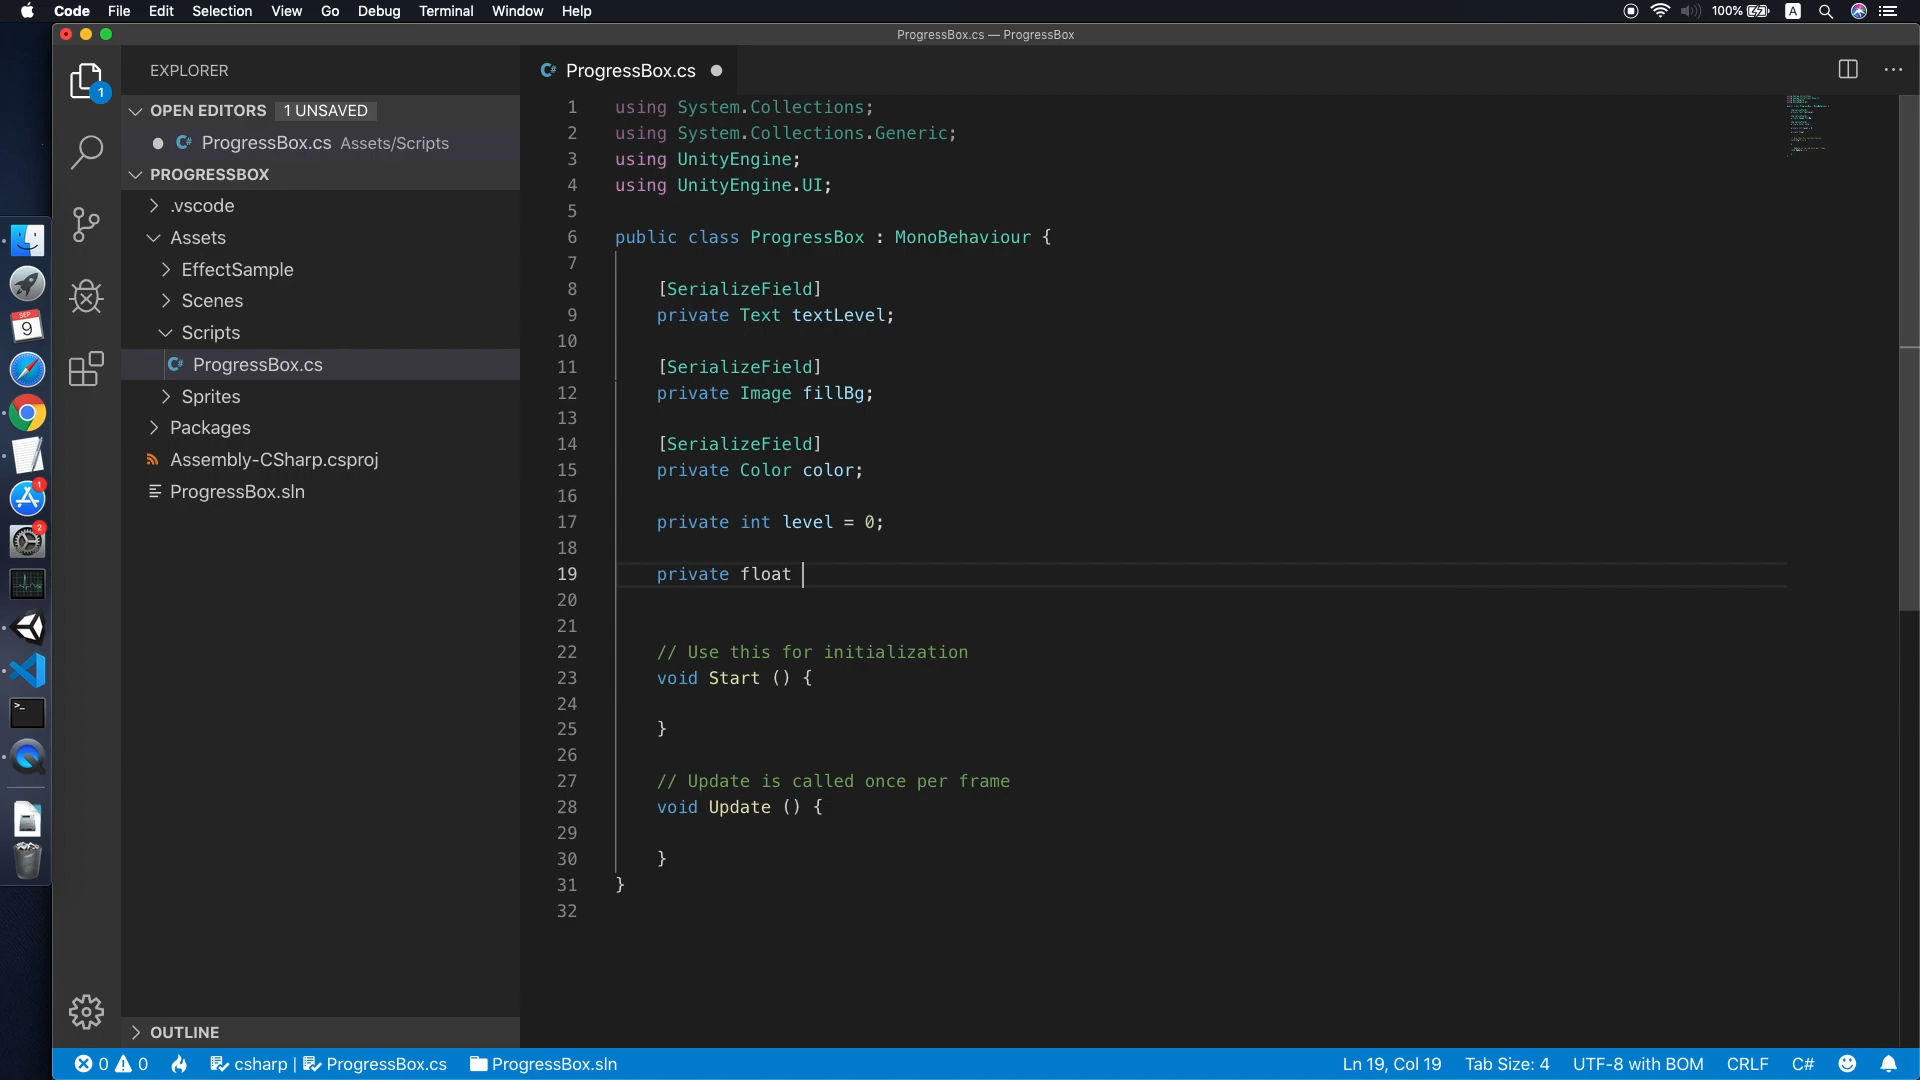 Code File Edit Selection View Go Debug Terminal Window Help 100% A
ProgressBox.cs — ProgressBox
EXPLORER
OPEN EDITORS 1 UNSAVED
ProgressBox.cs Assets/Scripts
PROGRESSBOX
.vscode
Assets
EffectSample
Scenes
Scripts
ProgressBox.cs
Sprites
Packages
Assembly-CSharp.csproj
ProgressBox.sln
OUTLINE
1
SEP
9
1
2
ProgressBox.cs
1 using System.Collections;
2 using System.Collections.Generic;
3 using UnityEngine;
4 using UnityEngine.UI;
5
6 public class ProgressBox : MonoBehaviour {
7
8 [SerializeField]
9 private Text textLevel;
10
11 [SerializeField]
12 private Image fillBg;
13
14 [SerializeField]
15 private Color color;
16
17 private int level = 0;
18
19 private float
20
21
22 // Use this for initialization
23 void Start () {
24
25 }
26
27 // Update is called once per frame
28 void Update () {
29
30 }
31 }
32
0 0 csharp | ProgressBox.cs ProgressBox.sln Ln 19, Col 19 Tab Size: 4 UTF-8 with BOM CRLF C#